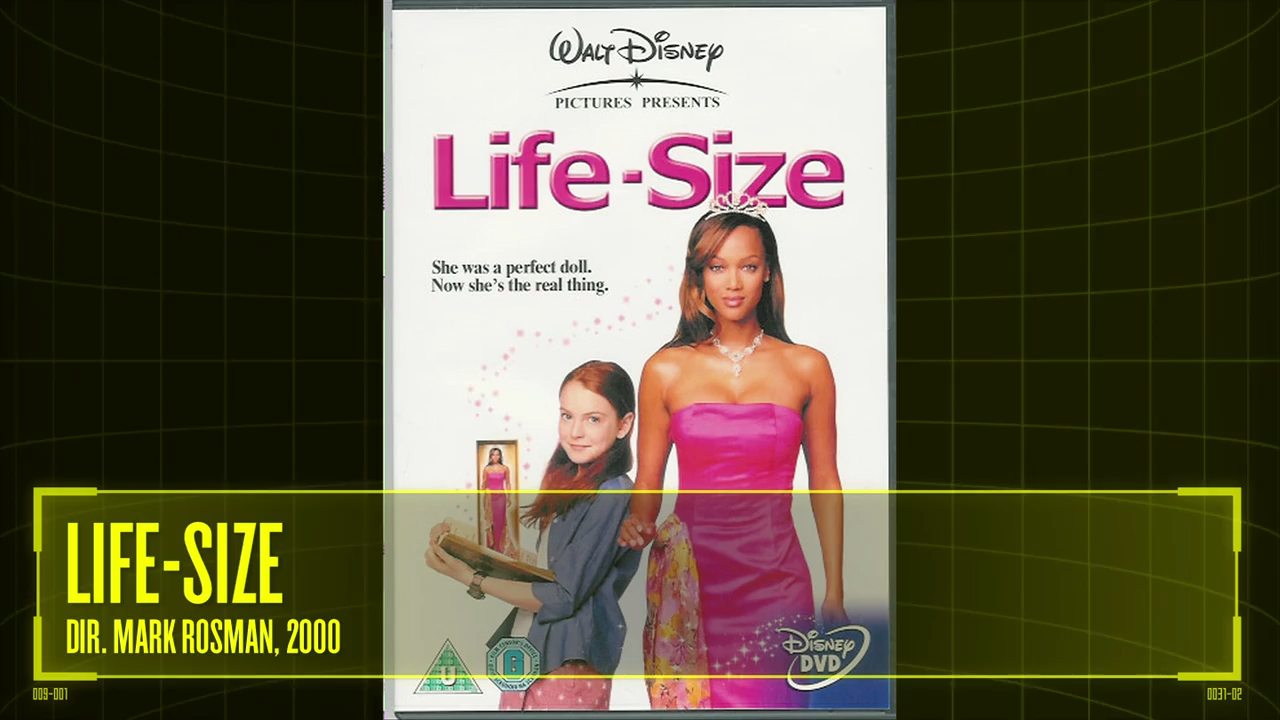 WALT DISNEY
PICTURES PRESENTS
Life-Size
She was a perfect doll.
Now she's the real thing.
LIFE-SIZE
DIR. MARK ROSMAN, 2000
U
DISNEY
DVD
009-001
0031-02